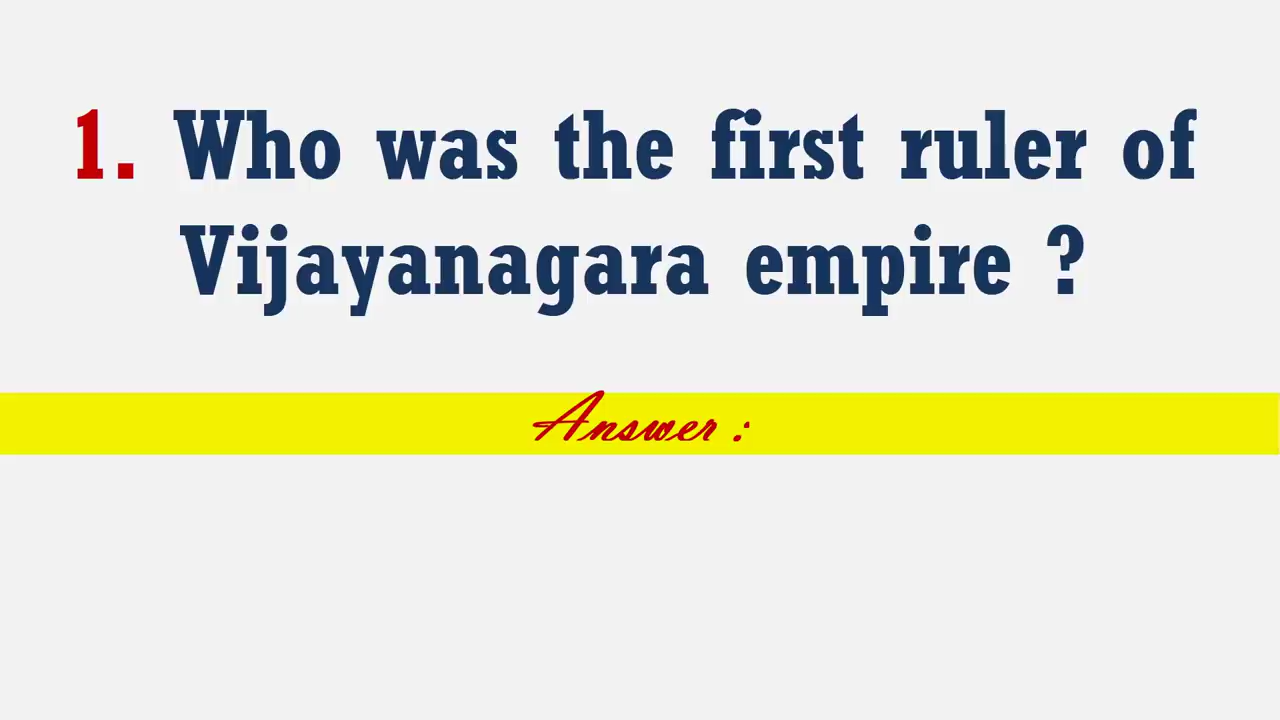 1. Who was the first ruler of
Vijayanagara empire ?
Answer :